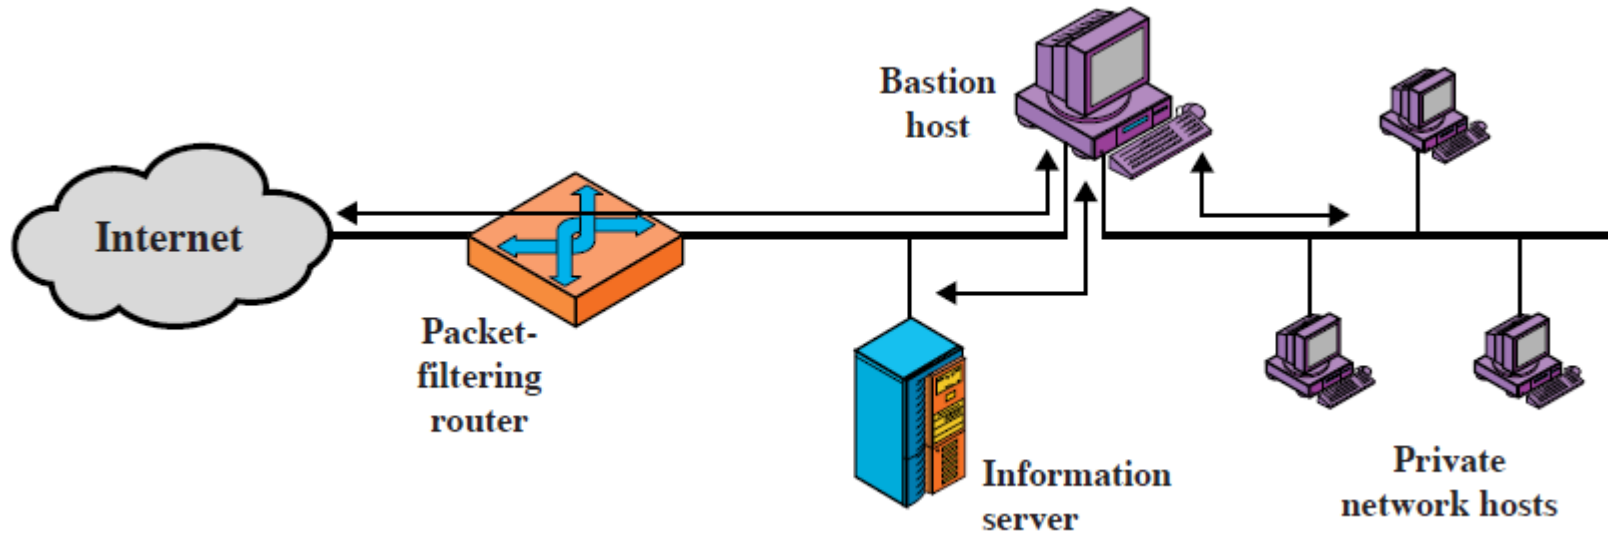 Bastion
host
Internet
Packet-
filtering
router
Information
server
Private
network hosts